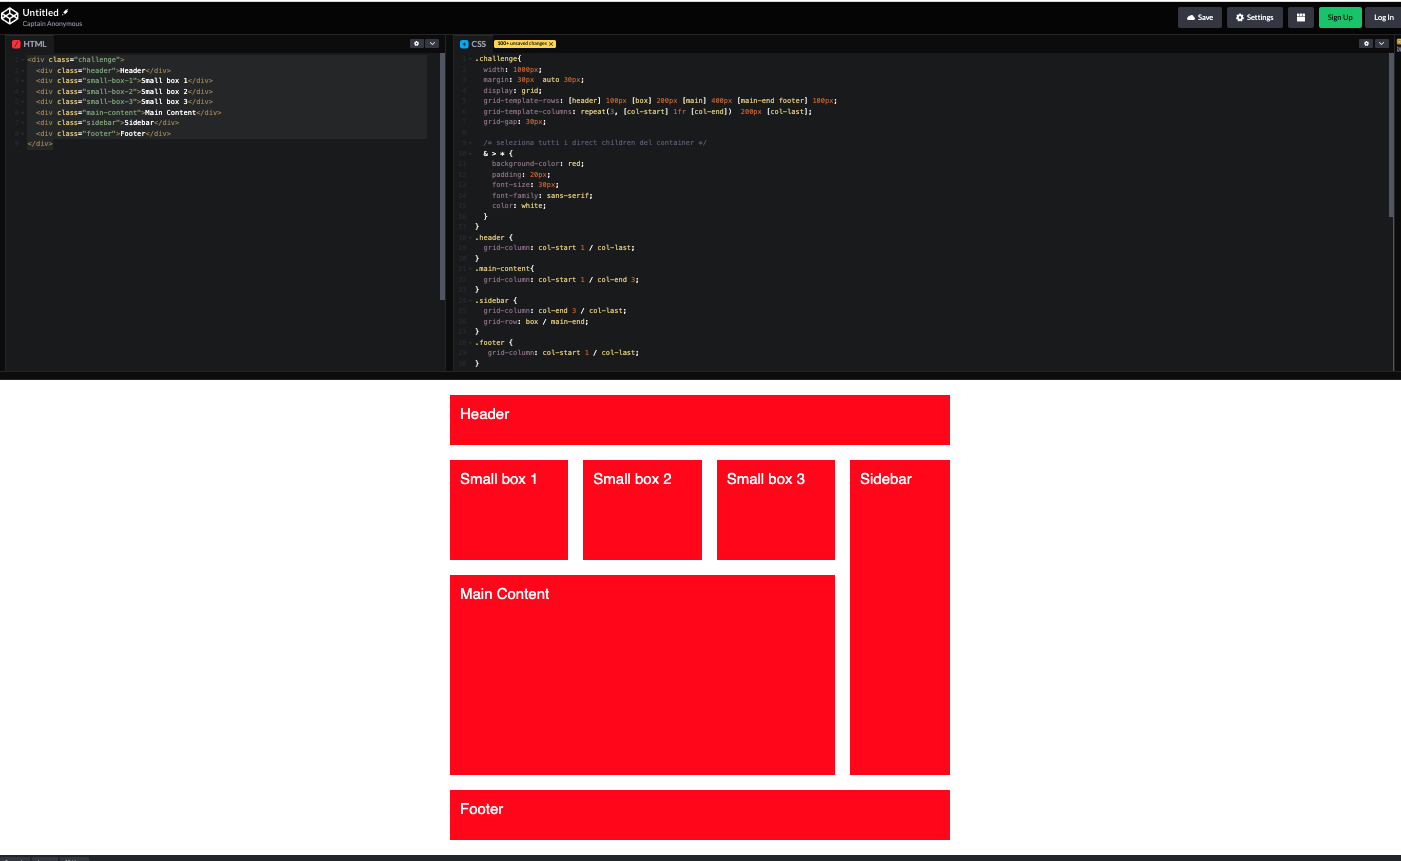 Untitled
Captain Anonymous
Save
Settings
Sign Up
Log In
HTML
<div class="challenge">
<div class="header">Header</div>
<div class="small-box-1">Small box 1</div>
<div class="small-box-2">Small box 2</div>
<div class="small-box-3">Small box 3</div>
<div class="main-content">Main Content</div>
<div class="sidebar">Sidebar</div>
<div class="footer">Footer</div>
</div>
CSS
100+ unsaved changes X
.challenge{
width: 1000px;
margin: 30px  auto 30px;
display: grid;
grid-template-rows: [header] 100px [box] 200px [main] 400px [main-end footer] 100px;
grid-template-columns: repeat(3, [col-start] 1fr [col-end])  200px [col-last];
grid-gap: 30px;
/* seleziona tutti i direct children del container */
& > * {
background-color: red;
padding: 20px;
font-size: 30px;
font-family: sans-serif;
color: white;
}
}
.header {
grid-column: col-start 1 / col-last;
}
.main-content{
grid-column: col-start 1 / col-end 3;
}
.sidebar {
grid-column: col-end 3 / col-last;
grid-row: box / main-end;
}
.footer {
grid-column: col-start 1 / col-last;
}
Header
Small box 1
Small box 2
Small box 3
Sidebar
Main Content
Footer